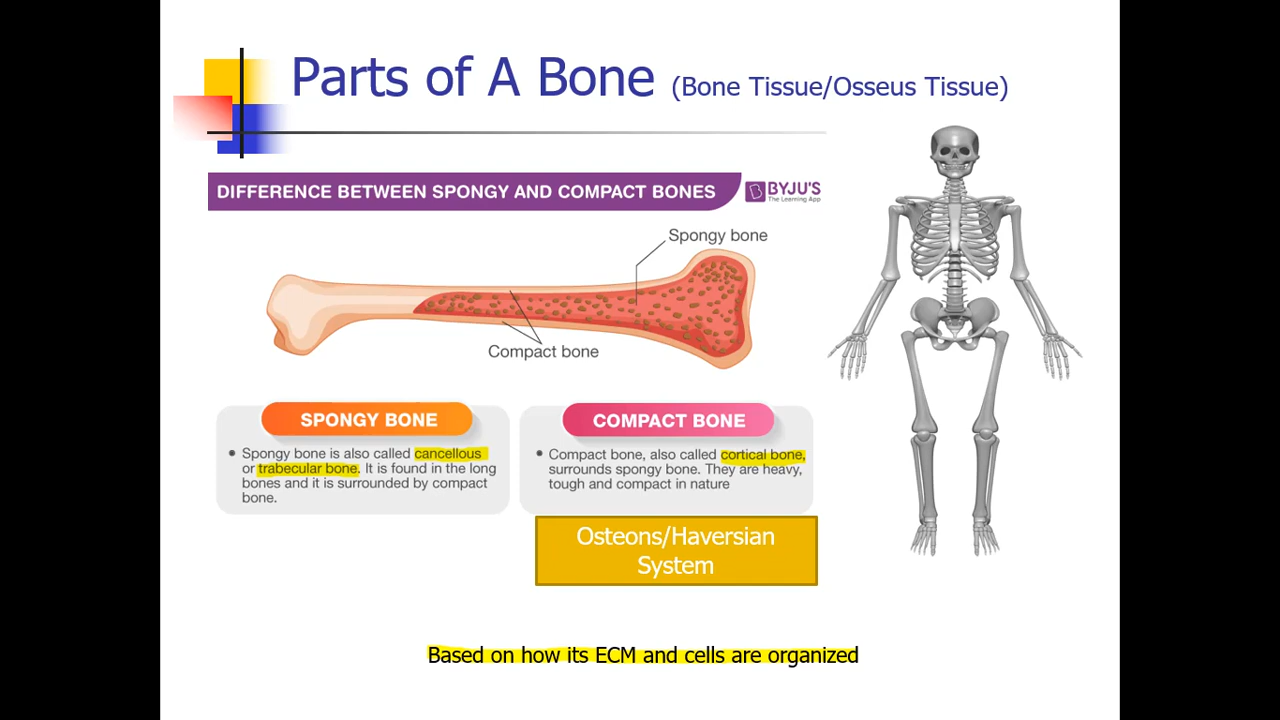 Parts of A Bone (Bone Tissue/Osseus Tissue)
DIFFERENCE BETWEEN SPONGY AND COMPACT BONES
BYJU'S
The Learning App
Spongy bone
Compact bone
SPONGY BONE
• Spongy bone is also called cancellous
or trabecular bone. It is found in the long
bones and it is surrounded by compact
bone.
COMPACT BONE
• Compact bone, also called cortical bone,
surrounds spongy bone. They are heavy,
tough and compact in nature
Osteons/Haversian
System
Based on how its ECM and cells are organized